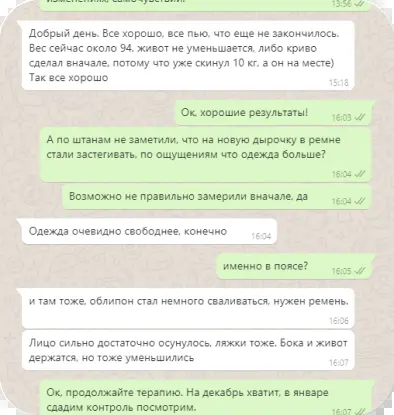 изменениях, самочувствии?
13:56
Добрый день. Все хорошо, все пью, что еще не закончилось.
Вес сейчас около 94. живот не уменьшается, либо криво
сделал вначале, потому что уже скинул 10 кг, а он на месте)
Так все хорошо
15:18
Ок, хорошие результаты!
16:03
А по штанам не заметили, что на новую дырочку в ремне
стали застегивать, по ощущениям что одежда больше?
16:04
Возможно не правильно замерили вначале, да
16:04
Одежда очевидно свободнее, конечно
16:04
именно в поясе?
16:05
и там тоже, облипон стал немного сваливаться, нужен ремень.
16:06
Лицо сильно достаточно осунулось, ляжки тоже. Бока и живот
держатся, но тоже уменьшились
16:07
Ок, продолжайте терапию. На декабрь хватит, в январе
сдадим контроль посмотрим.
16:07